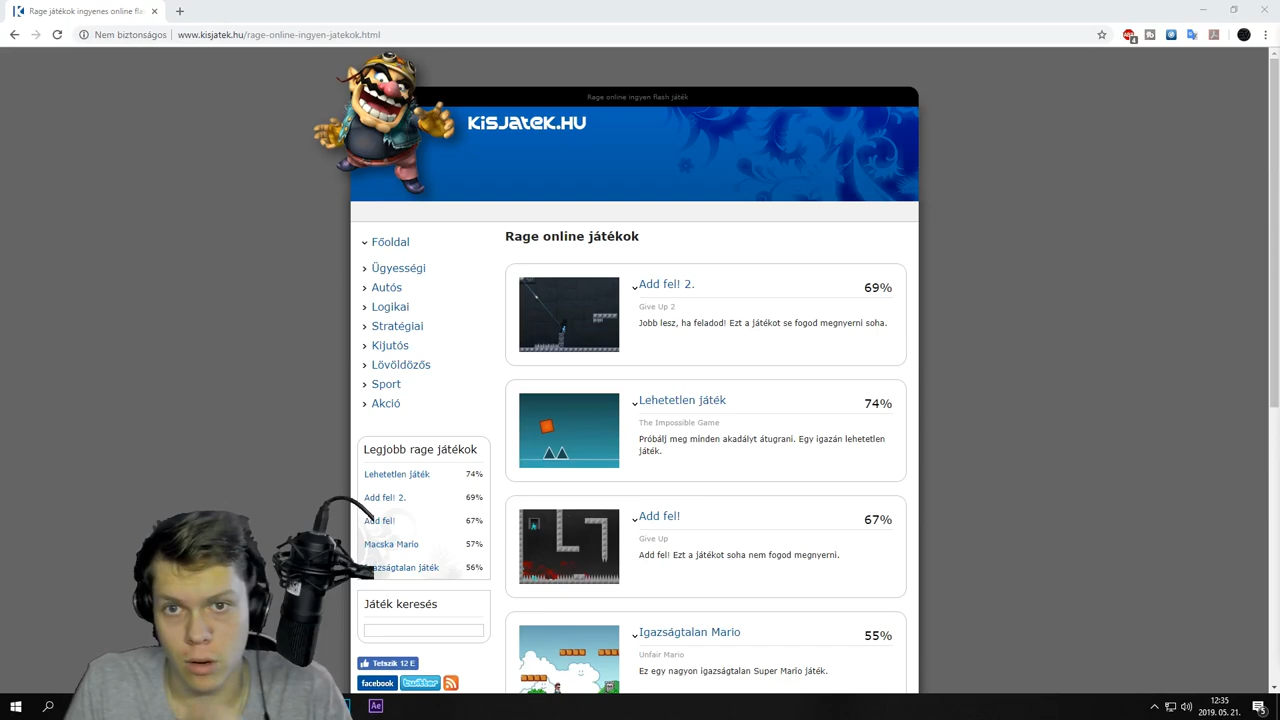 Rage játékok ingyenes online fla
Nem biztonságos
www.kisjatek.hu/rage-online-ingyen-jatekok.html
Rage online ingyen flash játék
KISJATEK.HU
Főoldal
Ügyességi
Autós
Logikai
Stratégiai
Kijutós
Lövöldözős
Sport
Akció
Legjobb rage játékok
Lehetetlen játék 74%
Add fel! 2. 69%
Add fel! 67%
Macska Mario 57%
Igazságtalan játék 56%
Játék keresés
Tetszik 12 E
facebook
twitter
Rage online játékok
Add fel! 2. 69%
Give Up 2
Jobb lesz, ha feladod! Ezt a játékot se fogod megnyerni soha.
Lehetetlen játék 74%
The Impossible Game
Próbálj meg minden akadályt átugrani. Egy igazán lehetetlen
játék.
Add fel! 67%
Give Up
Add fel! Ezt a játékot soha nem fogod megnyerni.
Igazságtalan Mario 55%
Unfair Mario
Ez egy nagyon igazságtalan Super Mario játék.
Ae
12:35
2019. 05. 21.
5